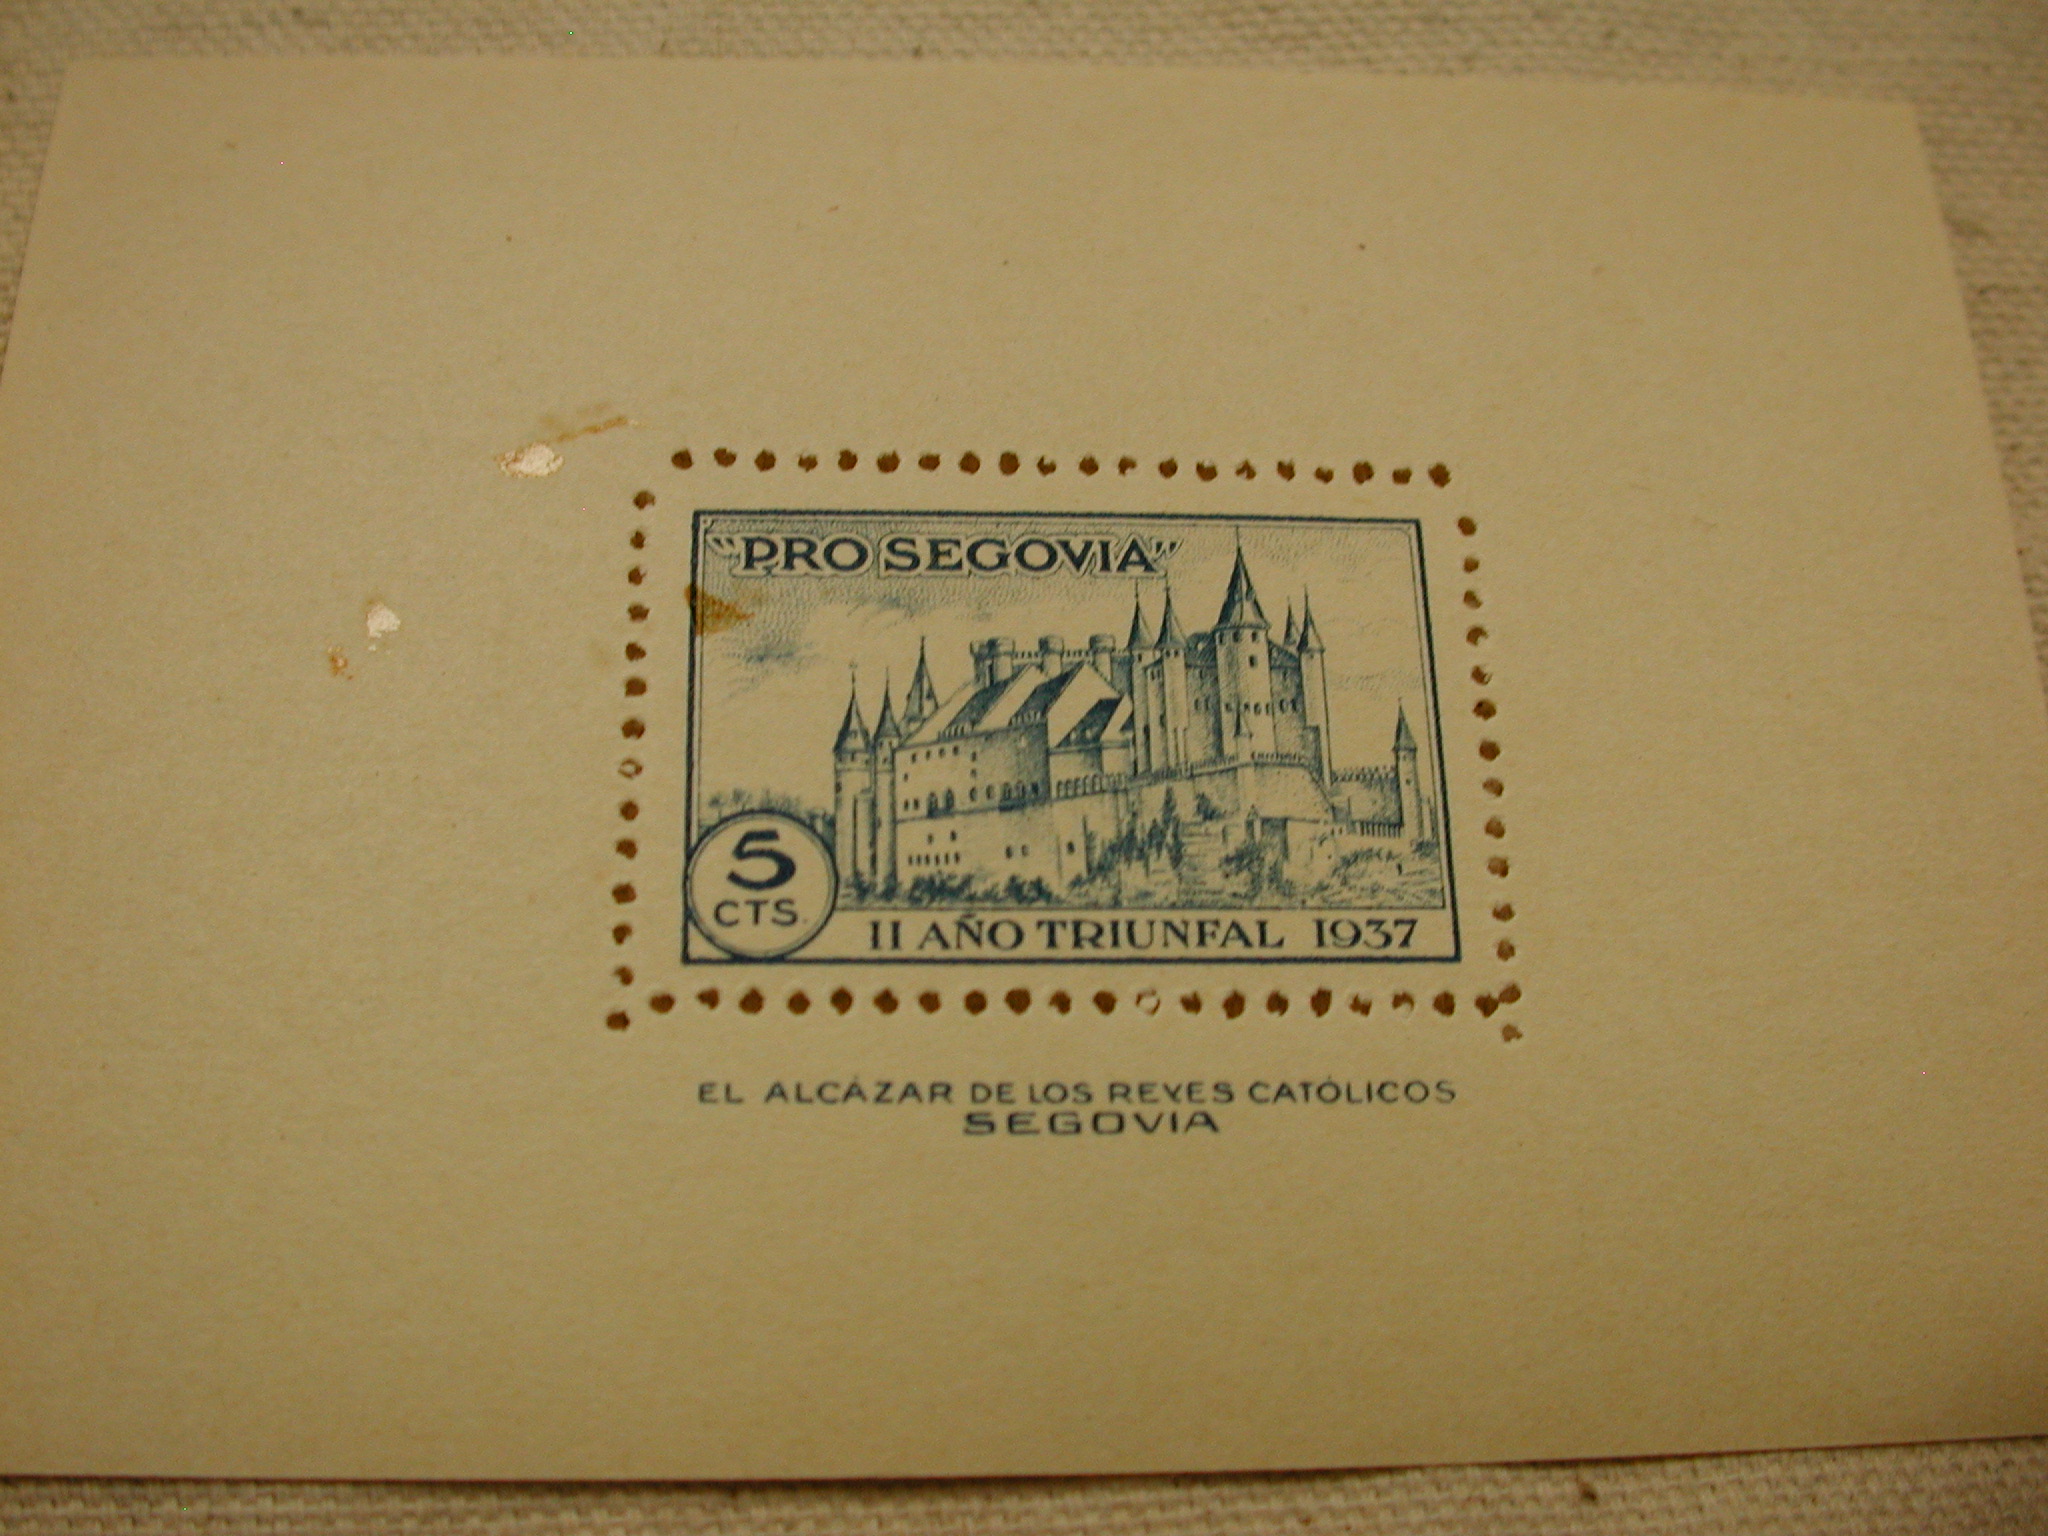 "PRO SEGOVIA"
5
CTS.
II AÑO TRIUNFAL 1937
EL ALCÁZAR DE LOS REYES CATÓLICOS
SEGOVIA